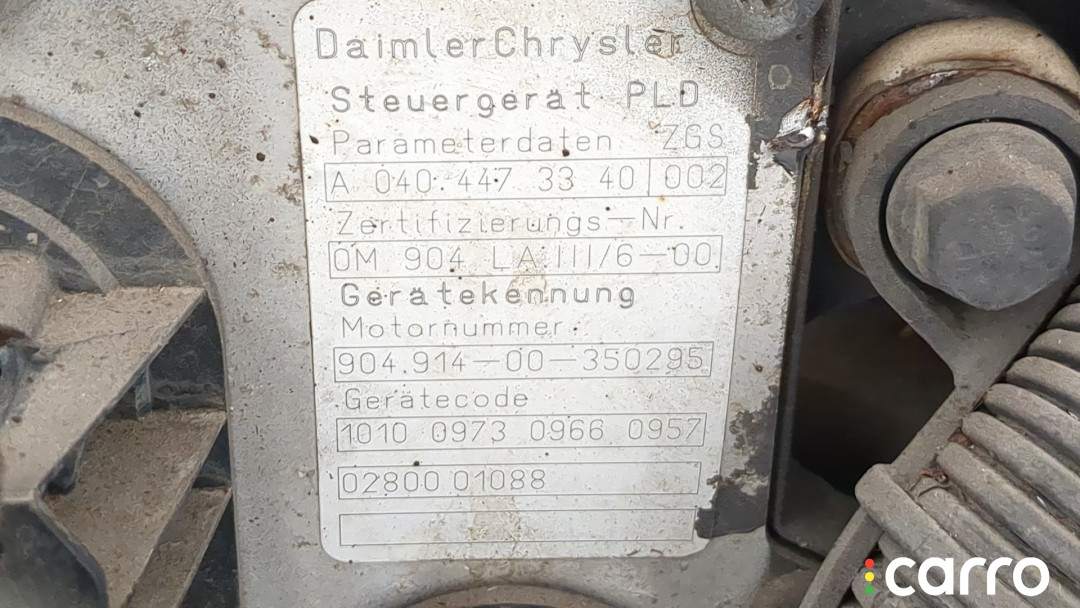 DaimlerChrysler
Steuergerät PLD
Parameterdaten ZGS
A 040 447 33 40 002
Zertifizierungs-Nr.
OM 904 LA III/6-00
Gerätekennung
Motornummer
904.914-00-350295
Gerätecode
1010 0973 0966 0957
02800 01088
carro